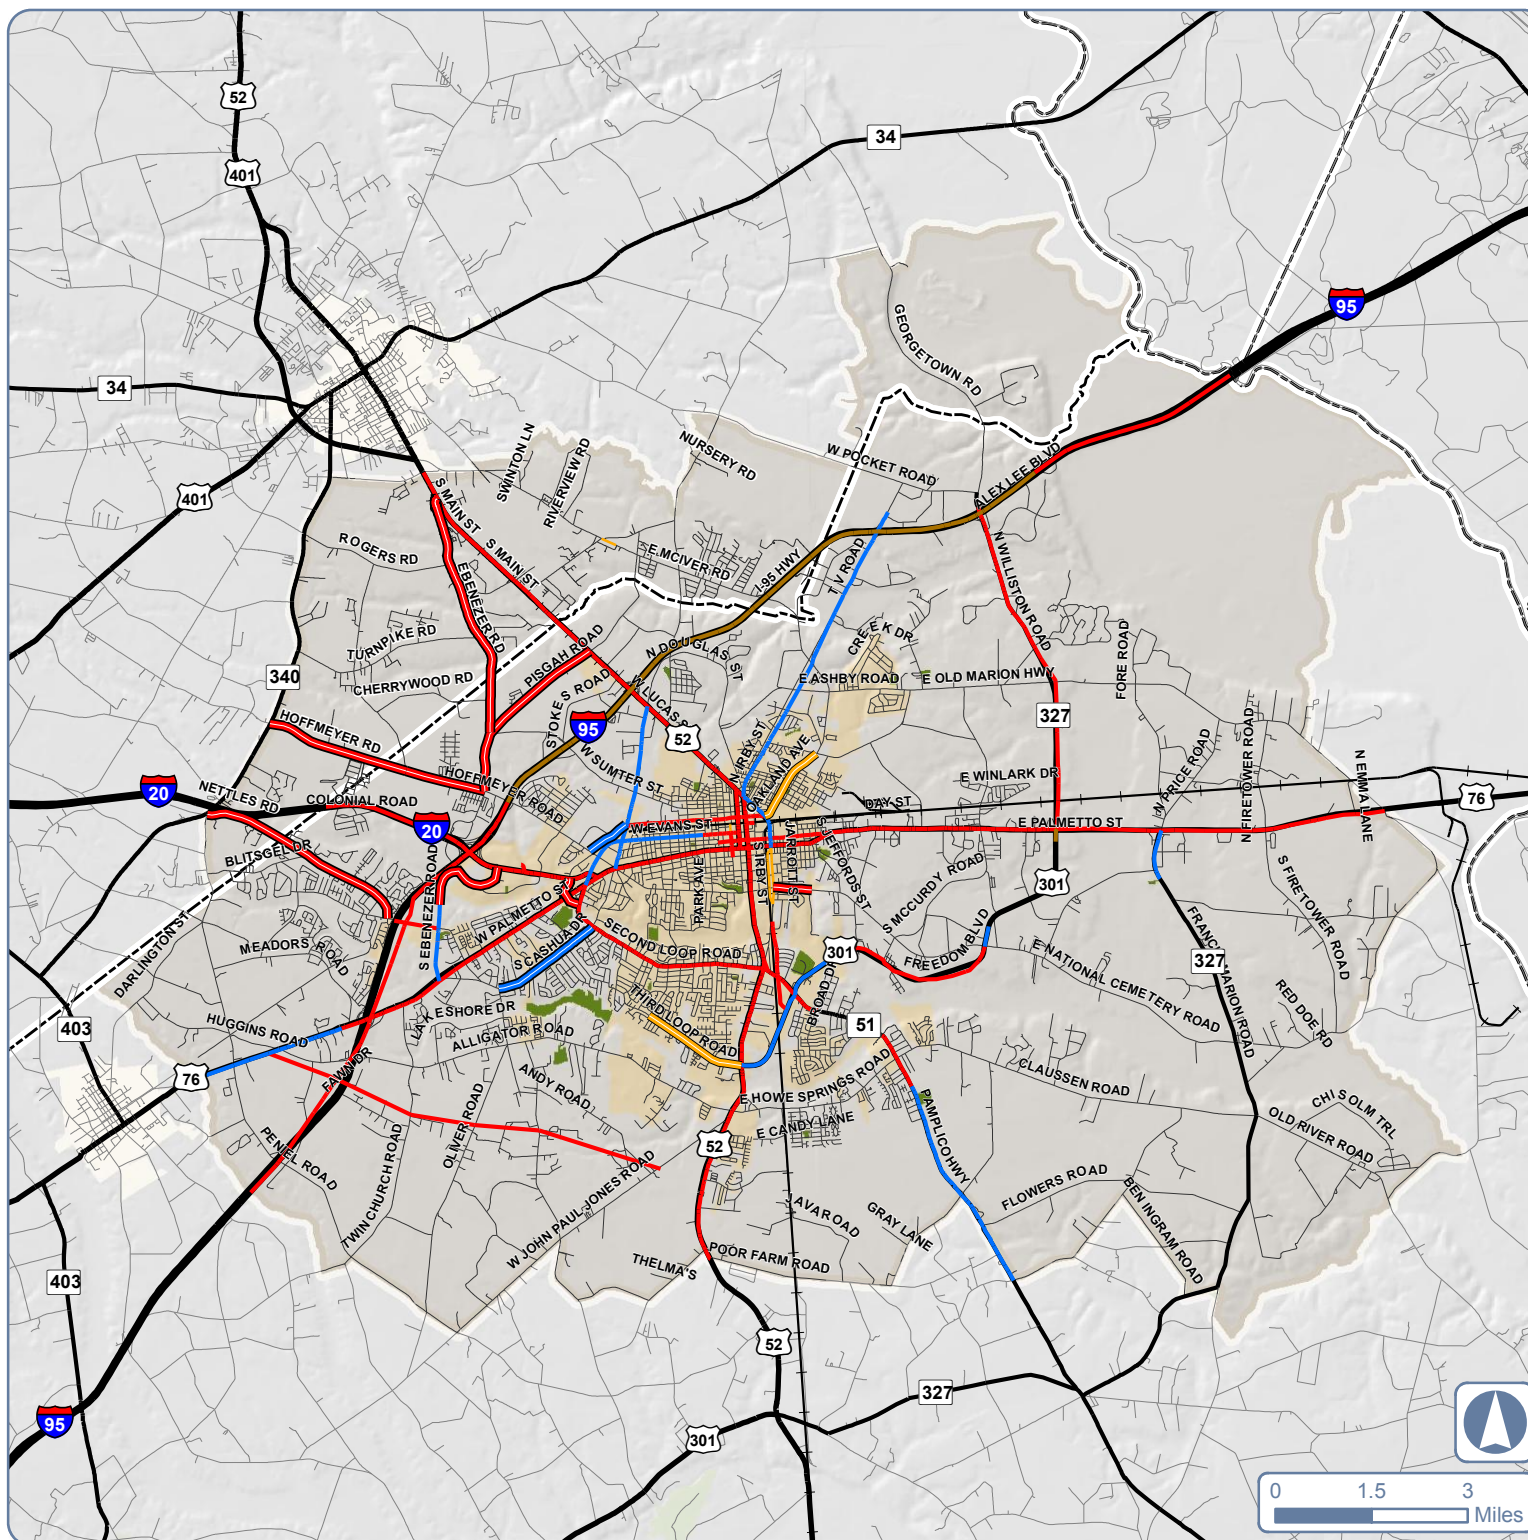 52
401
34
95
GEORGETOWN RD
34
401
SWINTON LN
RIVERVIEW RD
NURSERY RD
W POCKET ROAD
ALEX LEE BLVD
S MAIN ST
S MAIN ST
ROGERS RD
EBENEZER RD
E MCIVER RD
I-95 HWY
T V ROAD
N WILLISTON ROAD
TURNPIKE RD
PISGAH ROAD
N DOUGLAS ST
CREEK DR
FORE ROAD
340
CHERRYWOOD RD
STOKES ROAD
E ASHBY ROAD
E OLD MARION HWY
HOFFMEYER RD
95
52
N IRBY ST
OAKLAND AVE
327
N PRICE ROAD
N FIRETOWER ROAD
N EMMA LANE
W SUMTER ST
20
NETTLES RD
HOFFMEYER ROAD
COLONIAL ROAD
E WINLARK DR
DAY ST
76
20
W EVANS ST
E PALMETTO ST
BLITSGEL DR
S EBENEZER ROAD
PARK AVE
S IRBY ST
JARROTT ST
S JEFFORDS ST
S MCCURDY ROAD
301
S FIRETOWER ROAD
DARLINGTON ST
MEADORS ROAD
W PALMETTO ST
S CASHUA DR
SECOND LOOP ROAD
BROAD DR
301
FREEDOM BLVD
E NATIONAL CEMETERY ROAD
FRANCIS MARION ROAD
327
RED DOE RD
403
HUGGINS ROAD
LAKESHORE DR
ALLIGATOR ROAD
THIRD LOOP ROAD
51
76
FAWN DR
ANDY ROAD
E HOWE SPRINGS ROAD
CLAUSSEN ROAD
CHISOLM TRL
OLD RIVER ROAD
PENIEL ROAD
TWIN CHURCH ROAD
OLIVER ROAD
52
E CANDY LANE
PAMPLICO HWY
FLOWERS ROAD
BEN INGRAM ROAD
W JOHN PAUL JONES ROAD
JAVAROAD
GRAY LANE
THELMA'S
POOR FARM ROAD
403
52
327
95
301
0 1.5 3
Miles